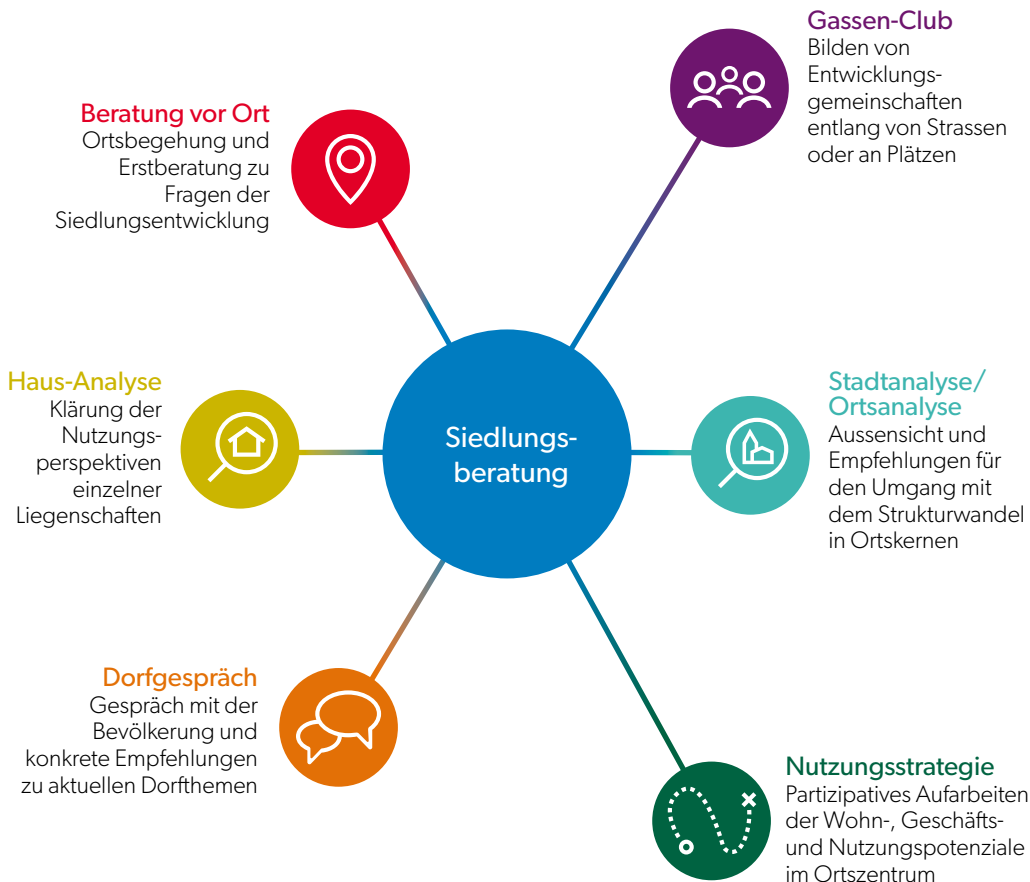 Gassen-Club
Bilden von
Entwicklungs-
gemeinschaften
entlang von Strassen
oder an Plätzen
Beratung vor Ort
Ortsbegehung und
Erstberatung zu
Fragen der
Siedlungsentwicklung
Haus-Analyse
Klärung der
Nutzungs-
perspektiven
einzelner
Liegenschaften
Siedlungs-
beratung
Stadtanalyse/
Ortsanalyse
Aussensicht und
Empfehlungen für
den Umgang mit
dem Strukturwandel
in Ortskernen
Dorfgespräch
Gespräch mit der
Bevölkerung und
konkrete Empfehlungen
zu aktuellen Dorfthemen
Nutzungsstrategie
Partizipatives Aufarbeiten
der Wohn-, Geschäfts-
und Nutzungspotenziale
im Ortszentrum